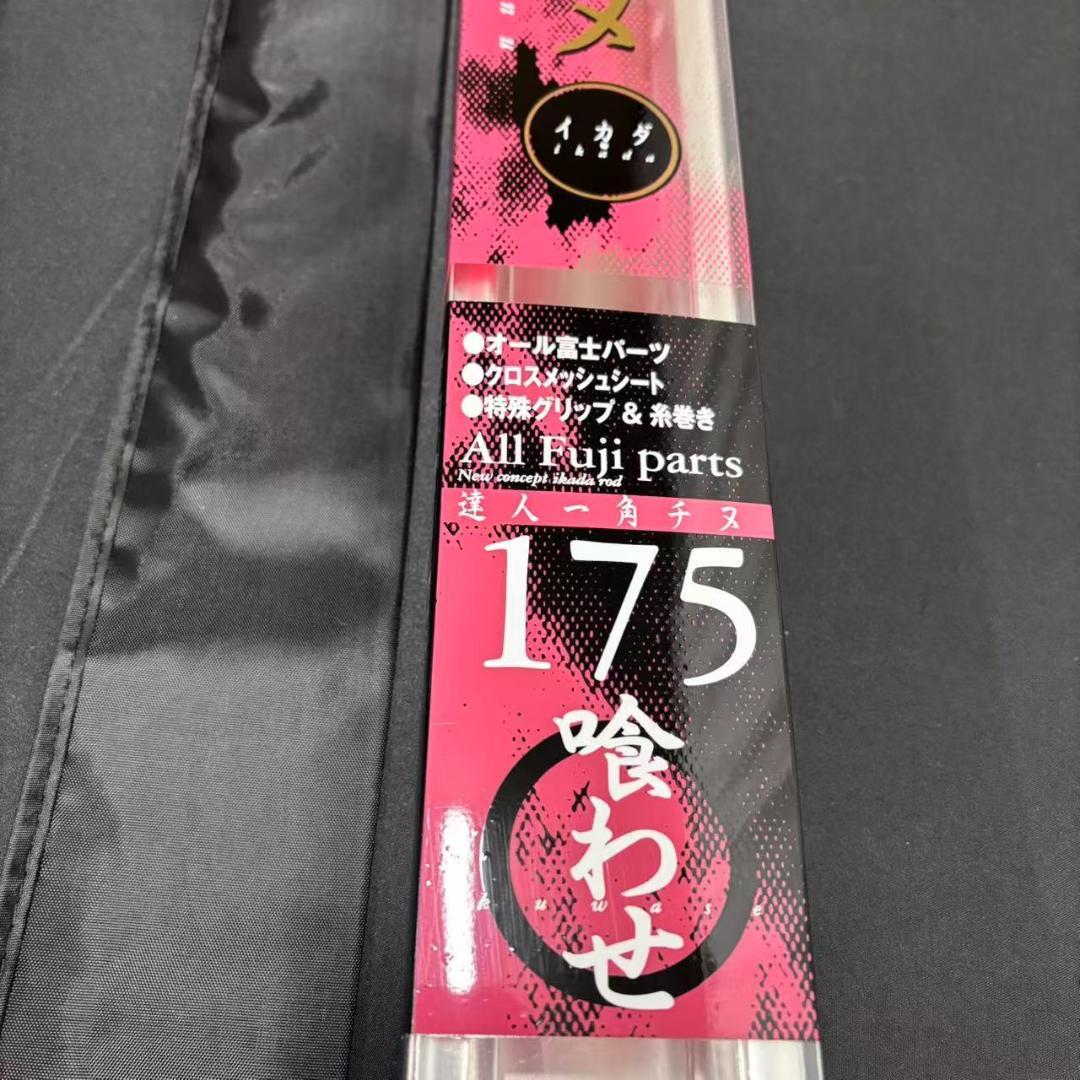 ヌ
イカダ
ikada
●オール富士パーツ
●クロスメッシュシート
●特殊グリップ & 糸巻き
All Fuji parts
New concept ikada rod
達人一角チヌ
175
喰わせ
kuwase